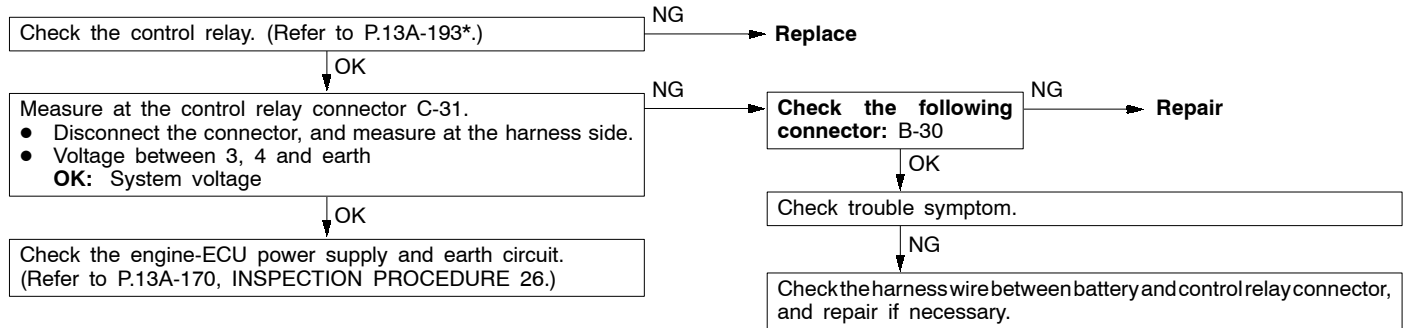 Check the control relay. (Refer to P.13A-193*.)
NG
Replace
OK
Measure at the control relay connector C-31.
● Disconnect the connector, and measure at the harness side.
● Voltage between 3, 4 and earth
OK: System voltage
NG
Check the following
connector: B-30
NG
Repair
OK
Check trouble symptom.
NG
Check the harness wire between battery and control relay connector,
and repair if necessary.
OK
Check the engine-ECU power supply and earth circuit.
(Refer to P.13A-170, INSPECTION PROCEDURE 26.)